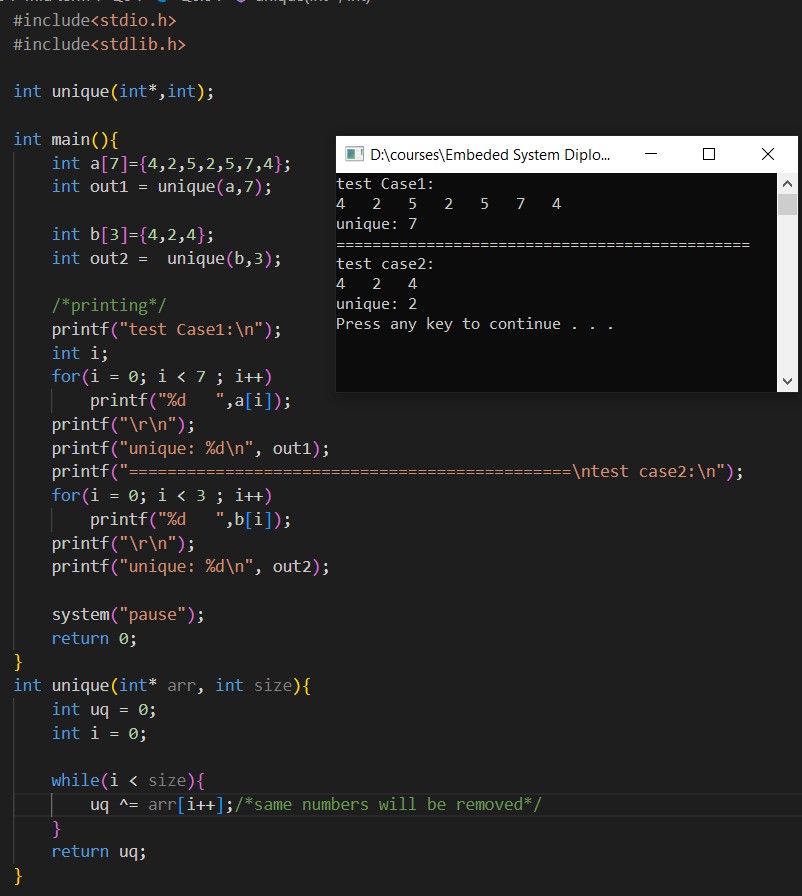 #include<stdio.h>
#include<stdlib.h>
int unique(int*,int);
int main(){
int a[7]={4,2,5,2,5,7,4};
int out1 = unique(a,7);
int b[3]={4,2,4};
int out2 =  unique(b,3);
/*printing*/
printf("test Case1:\n");
int i;
for(i = 0; i < 7 ; i++)
printf("%d   ",a[i]);
printf("\r\n");
printf("unique: %d\n", out1);
printf("==============================================\ntest case2:\n");
for(i = 0; i < 3 ; i++)
printf("%d   ",b[i]);
printf("\r\n");
printf("unique: %d\n", out2);
system("pause");
return 0;
}
int unique(int* arr, int size){
int uq = 0;
int i = 0;
while(i < size){
uq ^= arr[i++];/*same numbers will be removed*/
}
return uq;
}
D:\courses\Embeded System Diplo...
test Case1:
4   2   5   2   5   7   4
unique: 7
==============================================
test case2:
4   2   4
unique: 2
Press any key to continue . . .